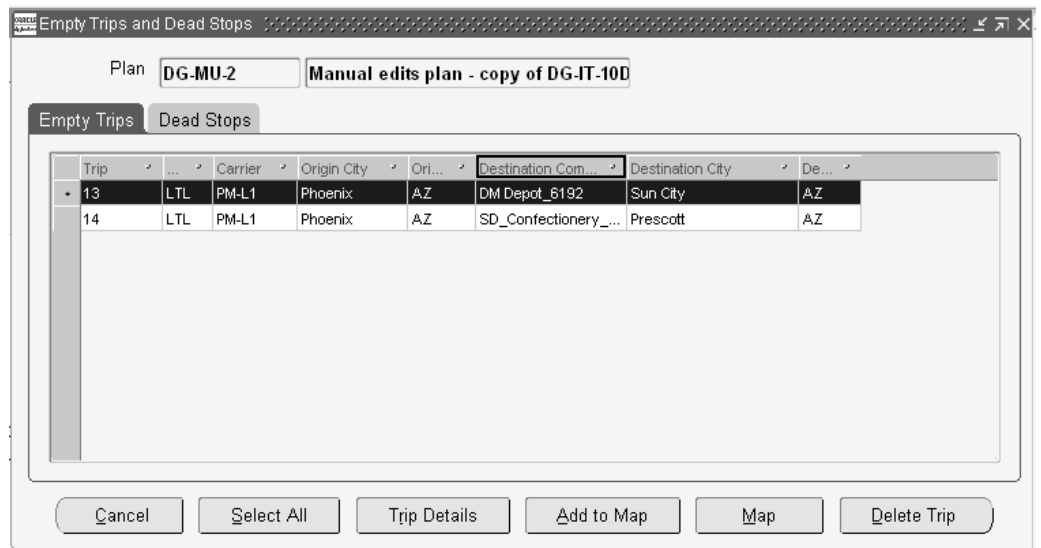 ORACLE Applications Empty Trips and Dead Stops
Plan DG-MU-2 Manual edits plan - copy of DG-IT-10D
Empty Trips Dead Stops
Trip ... Carrier Origin City Ori... Destination Com... Destination City De...
13 LTL PM-L1 Phoenix AZ DM Depot_6192 Sun City AZ
14 LTL PM-L1 Phoenix AZ SD_Confectionery_... Prescott AZ
Cancel Select All Trip Details Add to Map Map Delete Trip